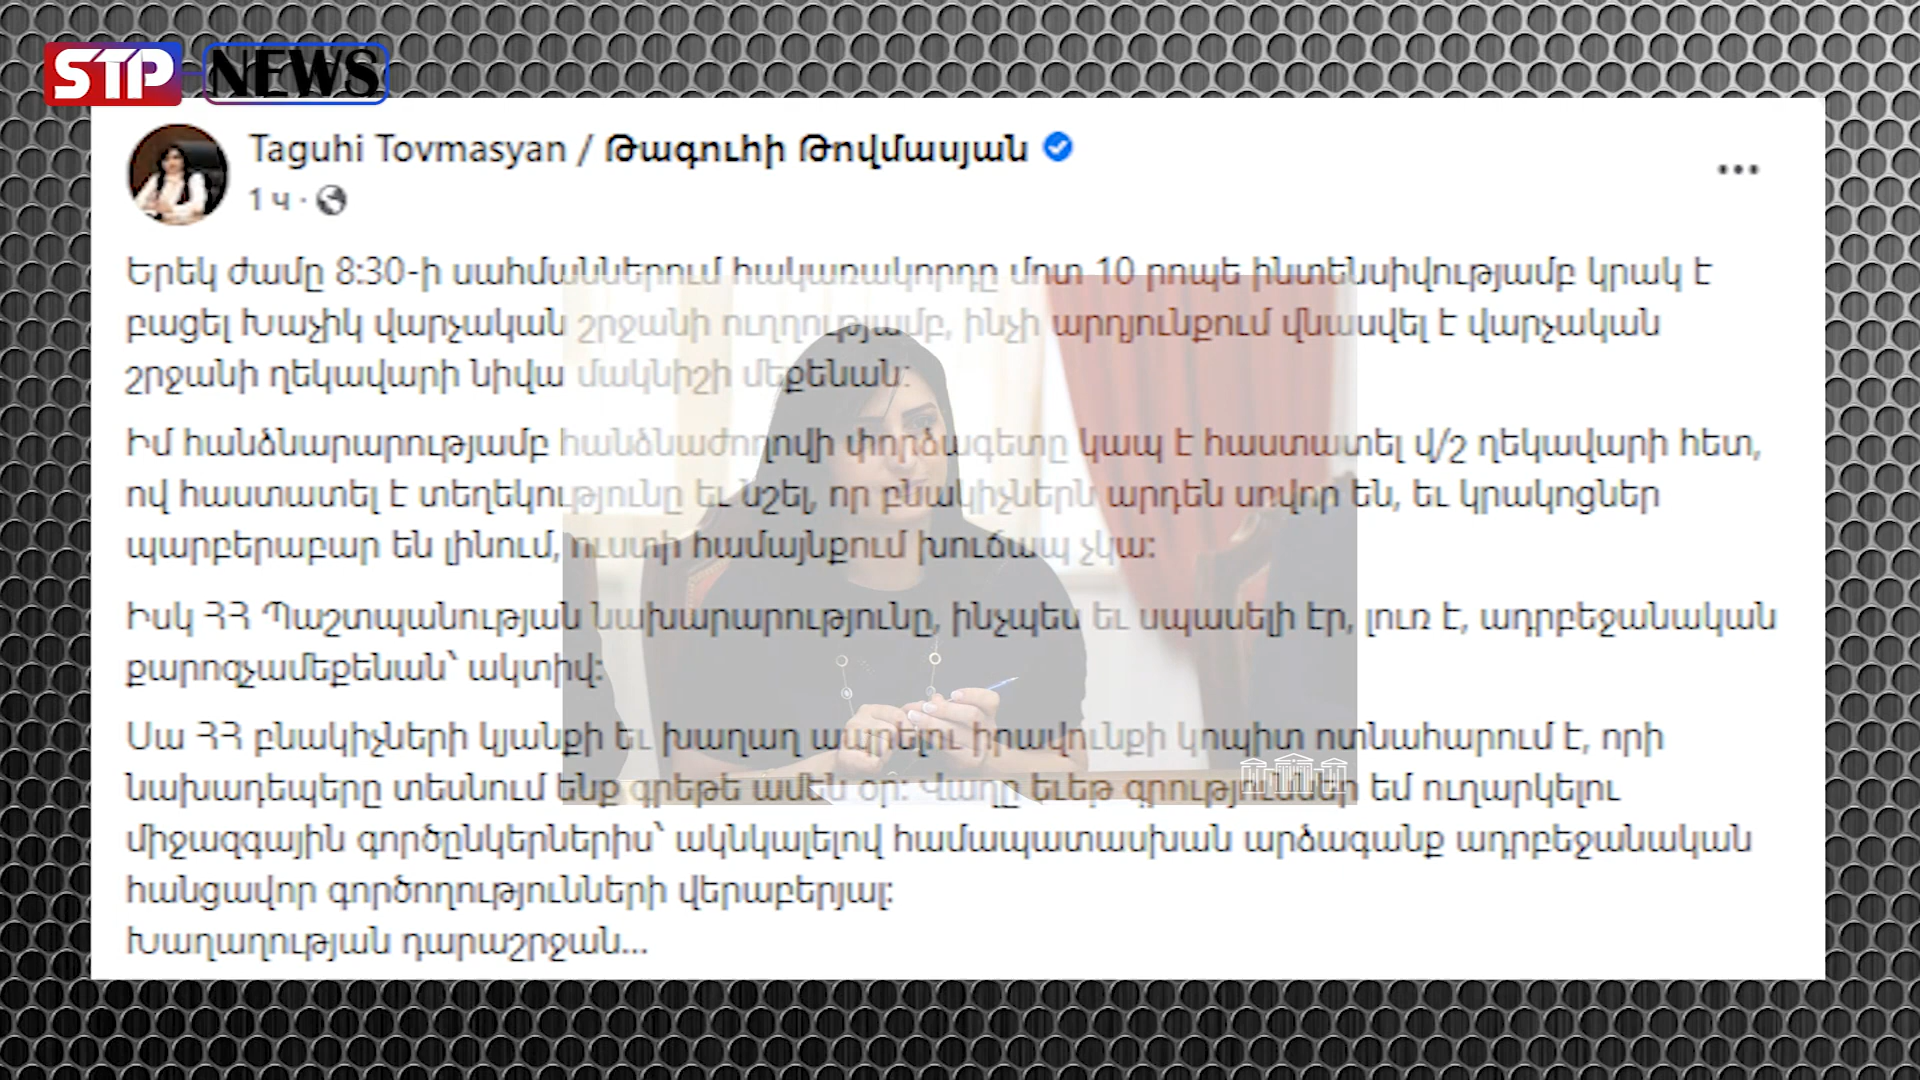 STP NEWS
Taguhi Tovmasyan / Թագուհի Թովմասյան
1 ч ·
Երեկ ժամը 8:30-ի սահմաններում հակառակորդը մոտ 10 րոպե ինտենսիվությամբ կրակ է
բացել Խաչիկ վարչական շրջանի ուղղությամբ, ինչի արդյունքում վնասվել է վարչական
շրջանի ղեկավարի նիվա մակնիշի մեքենան։
Իմ հանձնարարությամբ հանձնաժողովի փորձագետը կապ է հաստատել վ/շ ղեկավարի հետ,
ով հաստատել է տեղեկությունը եւ նշել, որ բնակիչներն արդեն սովոր են, եւ կրակոցներ
պարբերաբար են լինում, ուստի համայնքում խուճապ չկա։
Իսկ ՀՀ Պաշտպանության նախարարությունը, ինչպես եւ սպասելի էր, լուռ է, ադրբեջանական
քարոզչամեքենան՝ ակտիվ։
Սա ՀՀ բնակիչների կյանքի եւ խաղաղ ապրելու իրավունքի կոպիտ ոտնահարում է, որի
նախադեպերը տեսնում ենք գրեթե ամեն օր։ Վաղը եւեթ գրություններ եմ ուղարկելու
միջազգային գործընկերներիս՝ ակնկալելով համապատասխան արձագանք ադրբեջանական
հանցավոր գործողությունների վերաբերյալ։
Խաղաղության դարաշրջան...